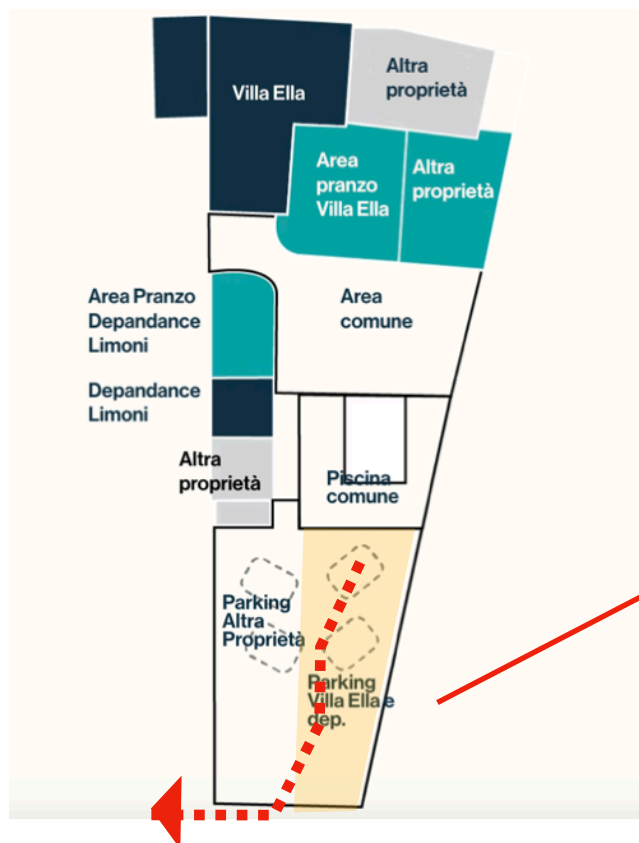 Villa Ella
Altra
proprietà
Area
pranzo
Villa Ella
Altra
proprietà
Area Pranzo
Depandance
Limoni
Area
comune
Depandance
Limoni
Altra
proprietà
Piscina
comune
Parking
Altra
Proprietà
Parking
Villa Ella e
dep.